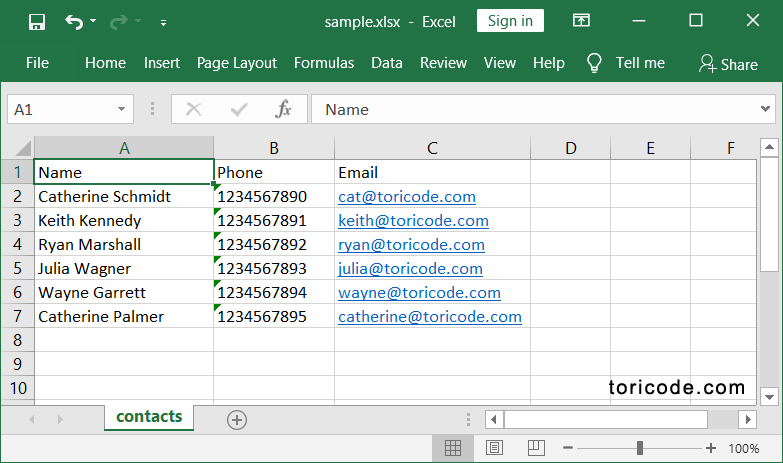 sample.xlsx - Excel Sign in
File Home Insert Page Layout Formulas Data Review View Help Tell me Share
A1 fx Name
A B C D E F
1 Name Phone Email
2 Catherine Schmidt 1234567890 cat@toricode.com
3 Keith Kennedy 1234567891 keith@toricode.com
4 Ryan Marshall 1234567892 ryan@toricode.com
5 Julia Wagner 1234567893 julia@toricode.com
6 Wayne Garrett 1234567894 wayne@toricode.com
7 Catherine Palmer 1234567895 catherine@toricode.com
8
9
10 toricode.com
contacts
100%